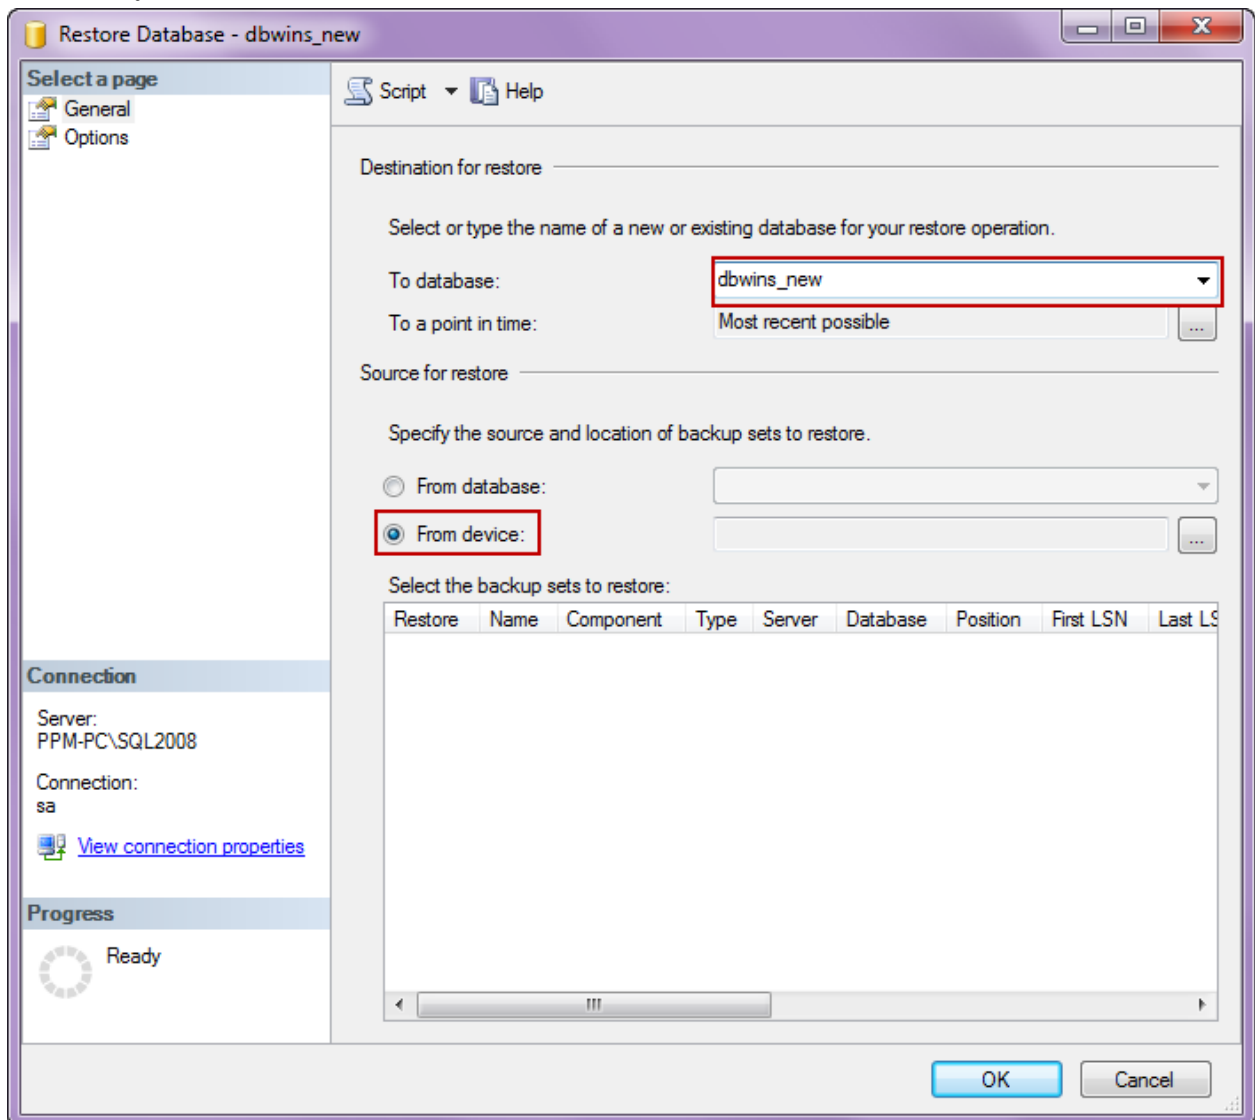 Restore Database - dbwins_new
Select a page
General
Options
Script
Help
Destination for restore
Select or type the name of a new or existing database for your restore operation.
To database:
dbwins_new
To a point in time:
Most recent possible
...
Source for restore
Specify the source and location of backup sets to restore.
From database:
From device:
...
Select the backup sets to restore:
Restore Name Component Type Server Database Position First LSN Last LS
Connection
Server:
PPM-PC\SQL2008
Connection:
sa
View connection properties
Progress
Ready
OK
Cancel